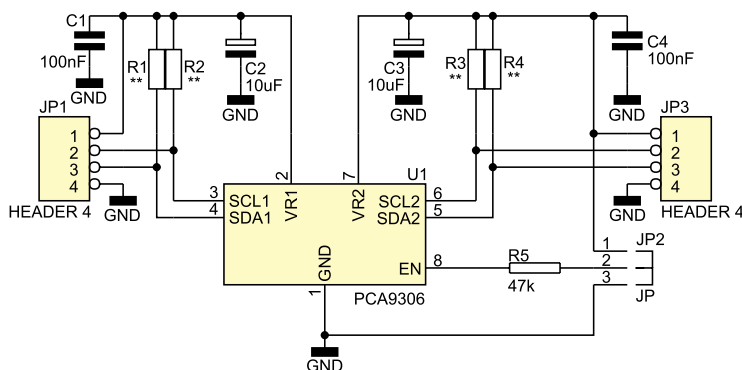 C1
100nF
GND
R1
**
R2
**
C2
10uF
GND
C3
10uF
GND
R3
**
R4
**
C4
100nF
GND
JP1
1
2
3
4
HEADER 4
GND
JP3
1
2
3
4
HEADER 4
GND
2
7
U1
3
SCL1
VR1
VR2
SCL2
6
4
SDA1
SDA2
5
GND
EN
8
1
PCA9306
R5
47k
JP2
1
2
3
JP
GND